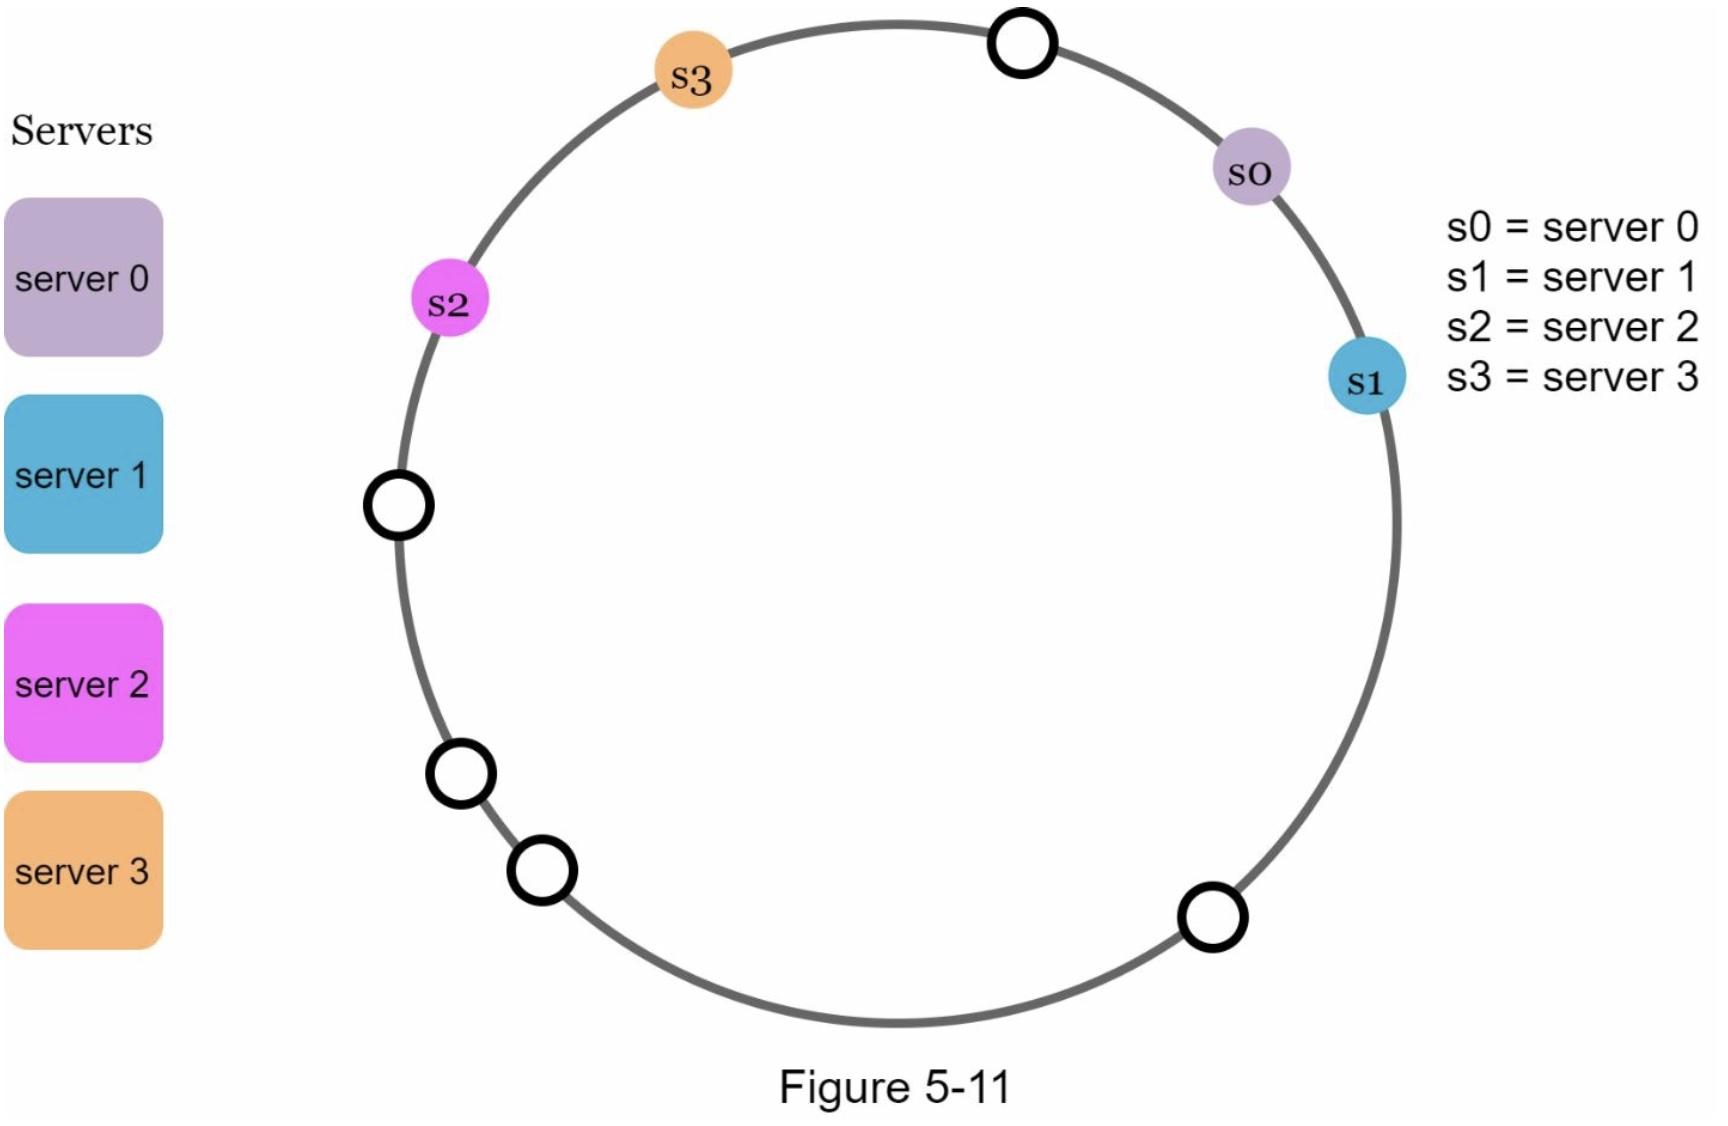 Servers
server 0
server 1
server 2
server 3
s3
s0
s2
s1
s0 = server 0
s1 = server 1
s2 = server 2
s3 = server 3
Figure 5-11